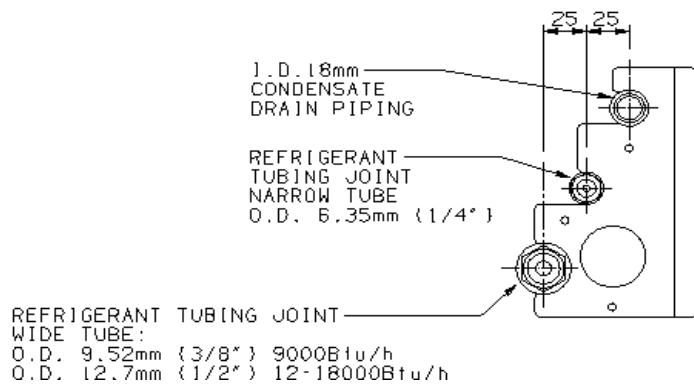 25 25
I.D.18mm
CONDENSATE
DRAIN PIPING
REFRIGERANT
TUBING JOINT
NARROW TUBE
O.D. 6.35mm (1/4")
REFRIGERANT TUBING JOINT
WIDE TUBE:
O.D. 9.52mm (3/8") 9000Btu/h
O.D. 12.7mm (1/2") 12-18000Btu/h